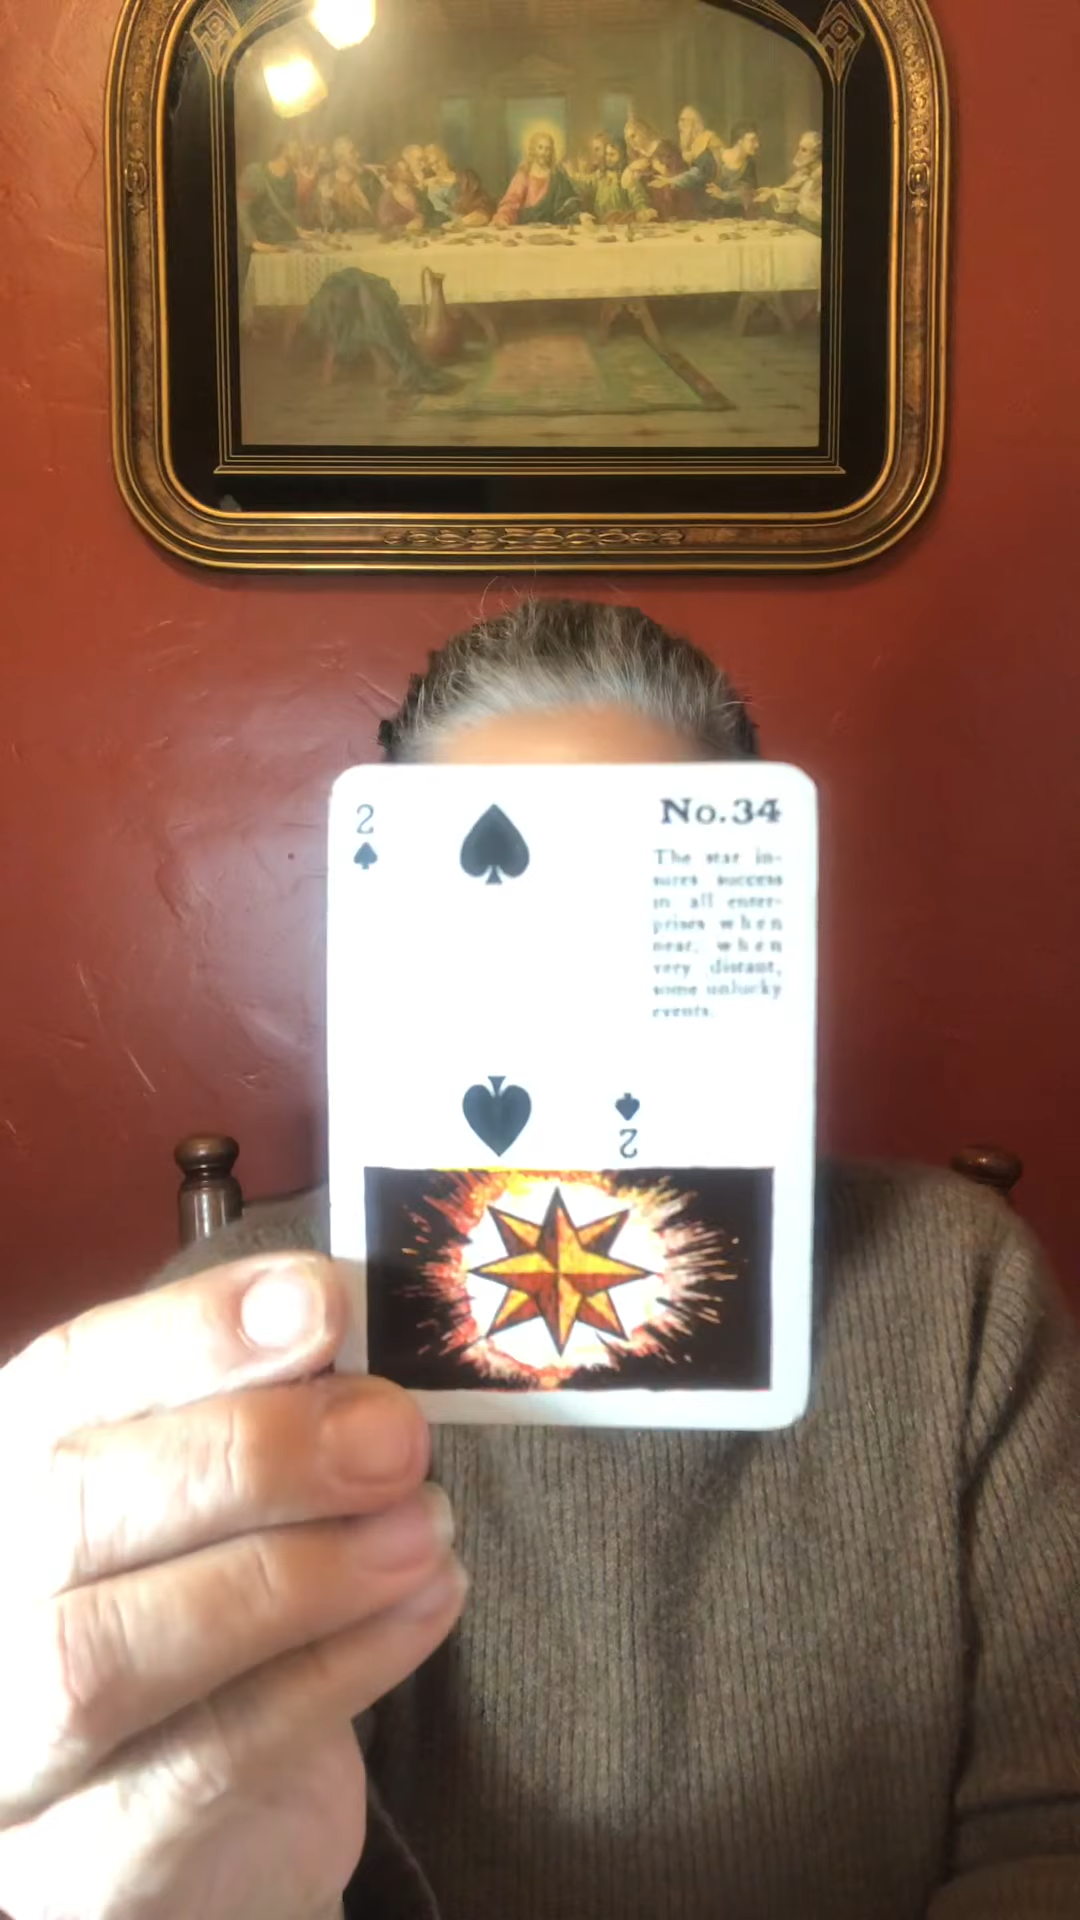 2
No.34
The star in-
sures success
in all enter-
prises when
near, when
very distant,
some unlucky
events.
2